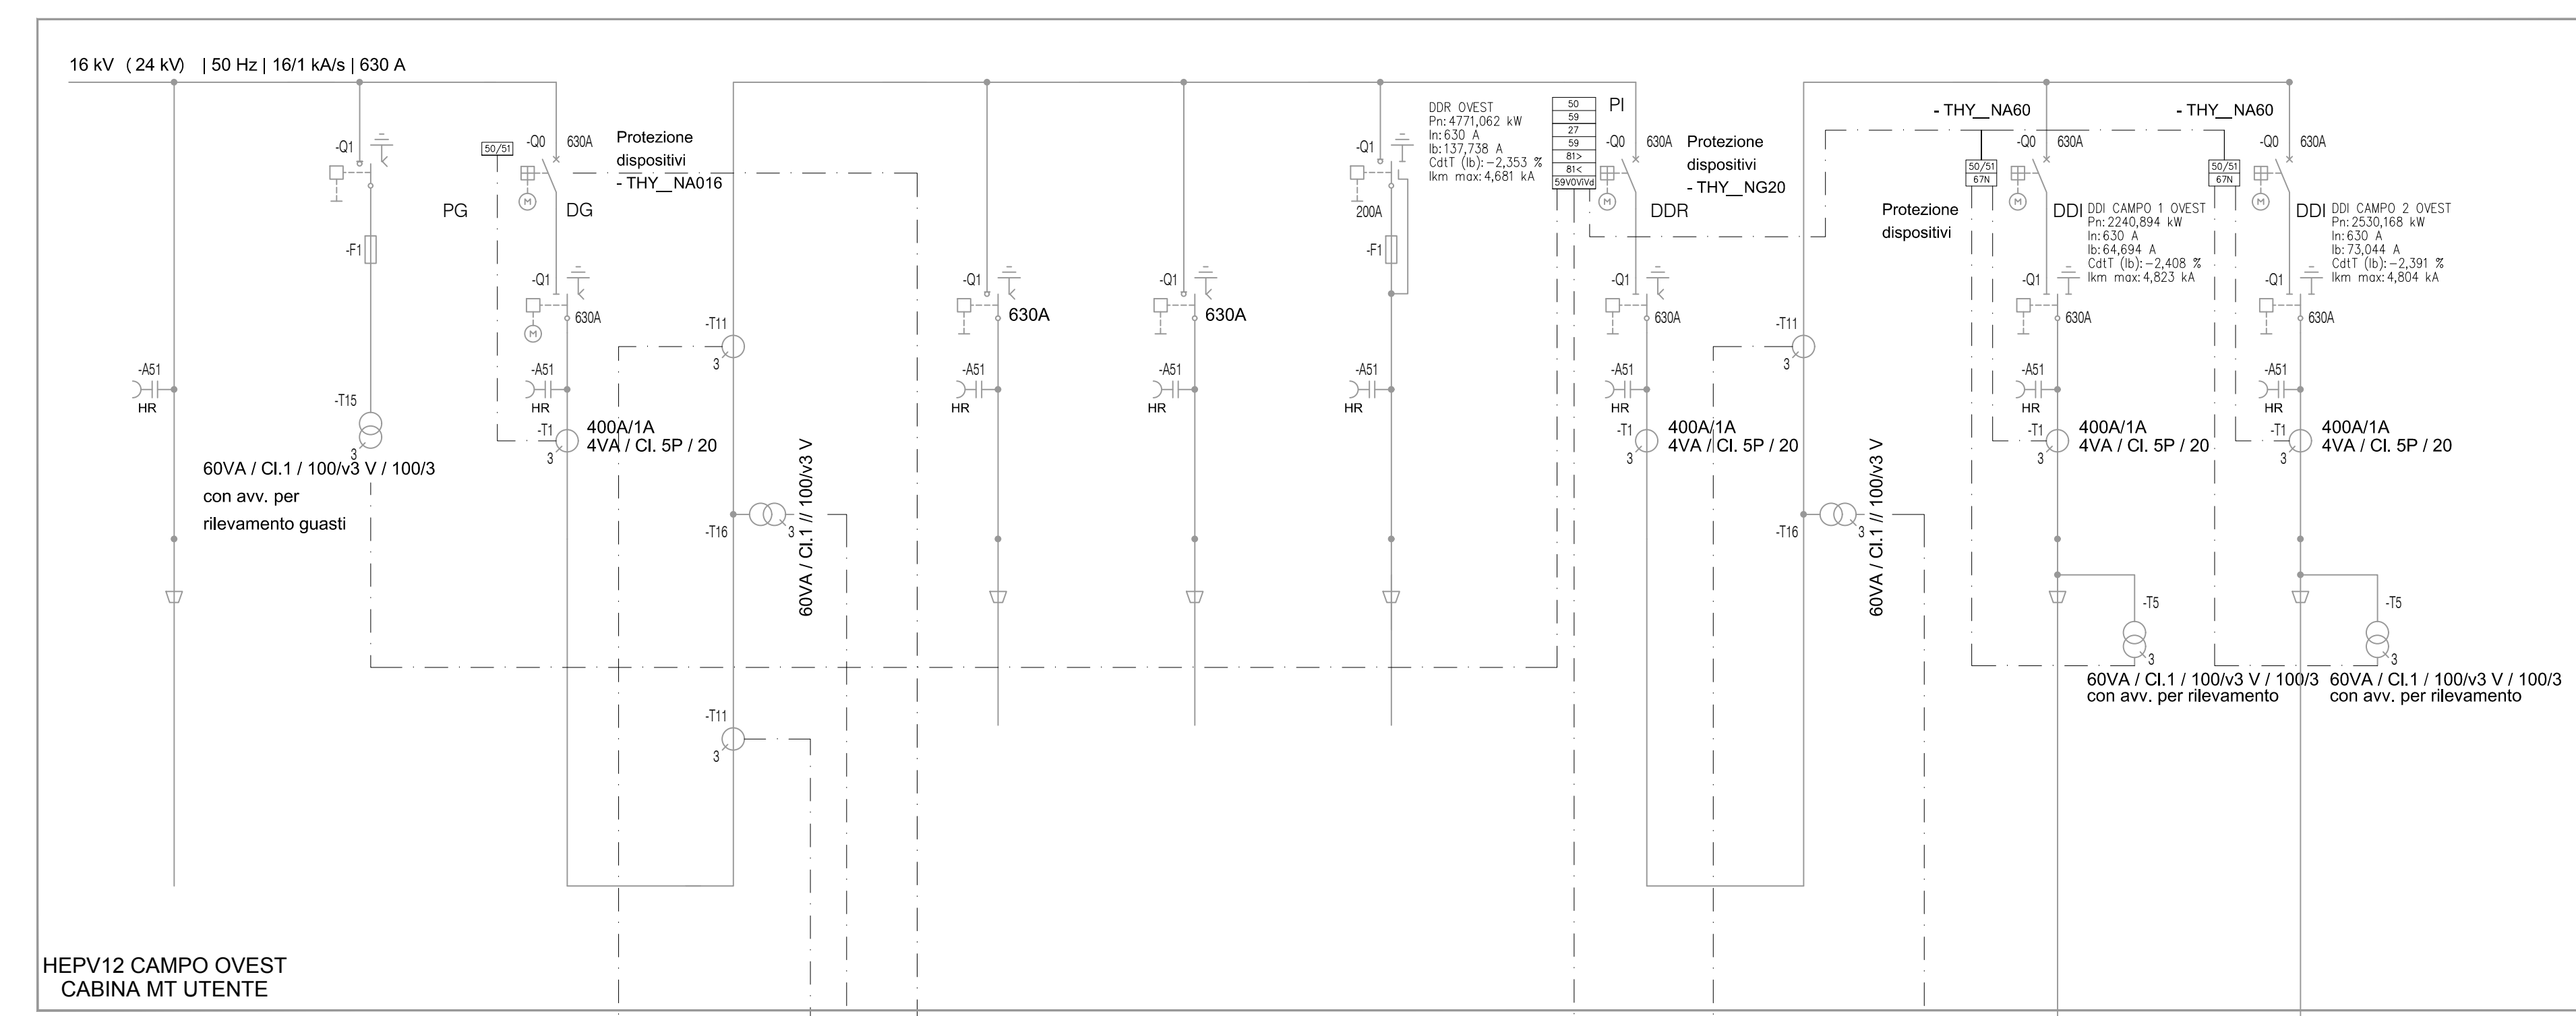 16 kV ( 24 kV) | 50 Hz | 16/1 kA/s | 630 A
-A51
HR
-Q1
-F1
-T15
3
60VA / Cl.1 / 100/v3 V / 100/3
con avv. per
rilevamento guasti
50/51
PG
-Q0
630A
M
DG
Protezione
dispositivi
- THY__NA016
-Q1
630A
M
-A51
HR
-T1
3
400A/1A
4VA / Cl. 5P / 20
-T11
3
-T16
3
60VA / Cl.1 // 100/v3 V
-T11
3
-Q1
630A
-A51
HR
-Q1
630A
-A51
HR
-Q1
200A
-F1
-A51
HR
DDR OVEST
Pn: 4771,062 kW
In: 630 A
Ib: 137,738 A
CdtT (Ib): -2,353 %
Ikm max: 4,681 kA
50
59
27
59
81>
81<
59V0ViVd
PI
-Q0
630A
M
DDR
Protezione
dispositivi
- THY__NG20
-Q1
630A
-A51
HR
-T1
3
400A/1A
4VA / Cl. 5P / 20
-T11
3
-T16
3
60VA / Cl.1 // 100/v3 V
Protezione
dispositivi
- THY__NA60
50/51
67N
-Q0
630A
M
DDI
DDI CAMPO 1 OVEST
Pn: 2240,894 kW
In: 630 A
Ib: 64,694 A
CdtT (Ib): -2,408 %
Ikm max: 4,823 kA
-Q1
630A
-A51
HR
-T1
3
400A/1A
4VA / Cl. 5P / 20
-T5
3
60VA / Cl.1 / 100/v3 V / 100/3
con avv. per rilevamento
- THY__NA60
50/51
67N
-Q0
630A
M
DDI
DDI CAMPO 2 OVEST
Pn: 2530,168 kW
In: 630 A
Ib: 73,044 A
CdtT (Ib): -2,391 %
Ikm max: 4,804 kA
-Q1
630A
-A51
HR
-T1
3
400A/1A
4VA / Cl. 5P / 20
-T5
3
60VA / Cl.1 / 100/v3 V / 100/3
con avv. per rilevamento
HEPV12 CAMPO OVEST
CABINA MT UTENTE